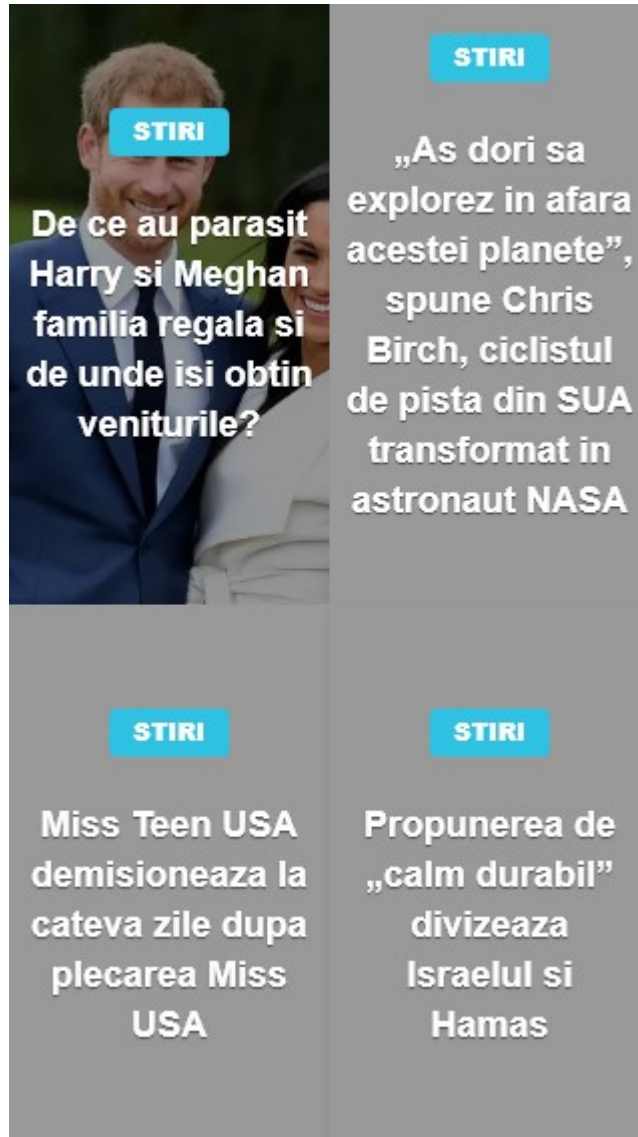 STIRI
De ce au parasit
Harry si Meghan
familia regala si
de unde isi obtin
veniturile?
STIRI
„As dori sa
explorez in afara
acestei planete”,
spune Chris
Birch, ciclistul
de pista din SUA
transformat in
astronaut NASA
STIRI
Miss Teen USA
demisioneaza la
cateva zile dupa
plecarea Miss
USA
STIRI
Propunerea de
„calm durabil”
divizeaza
Israelul si
Hamas